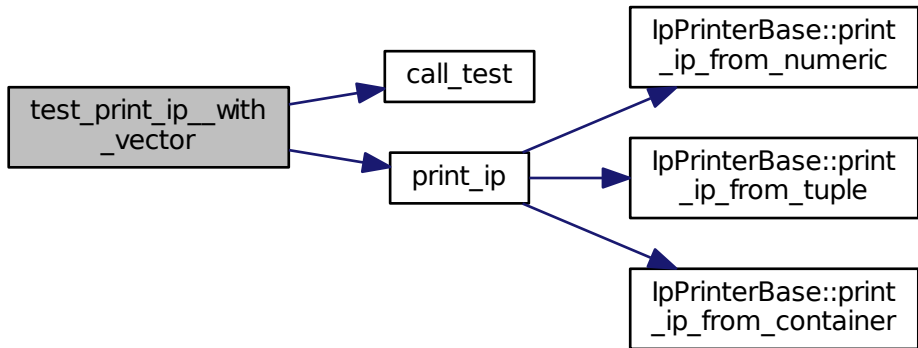 test_print_ip__with
_vector
call_test
print_ip
IpPrinterBase::print
_ip_from_numeric
IpPrinterBase::print
_ip_from_tuple
IpPrinterBase::print
_ip_from_container